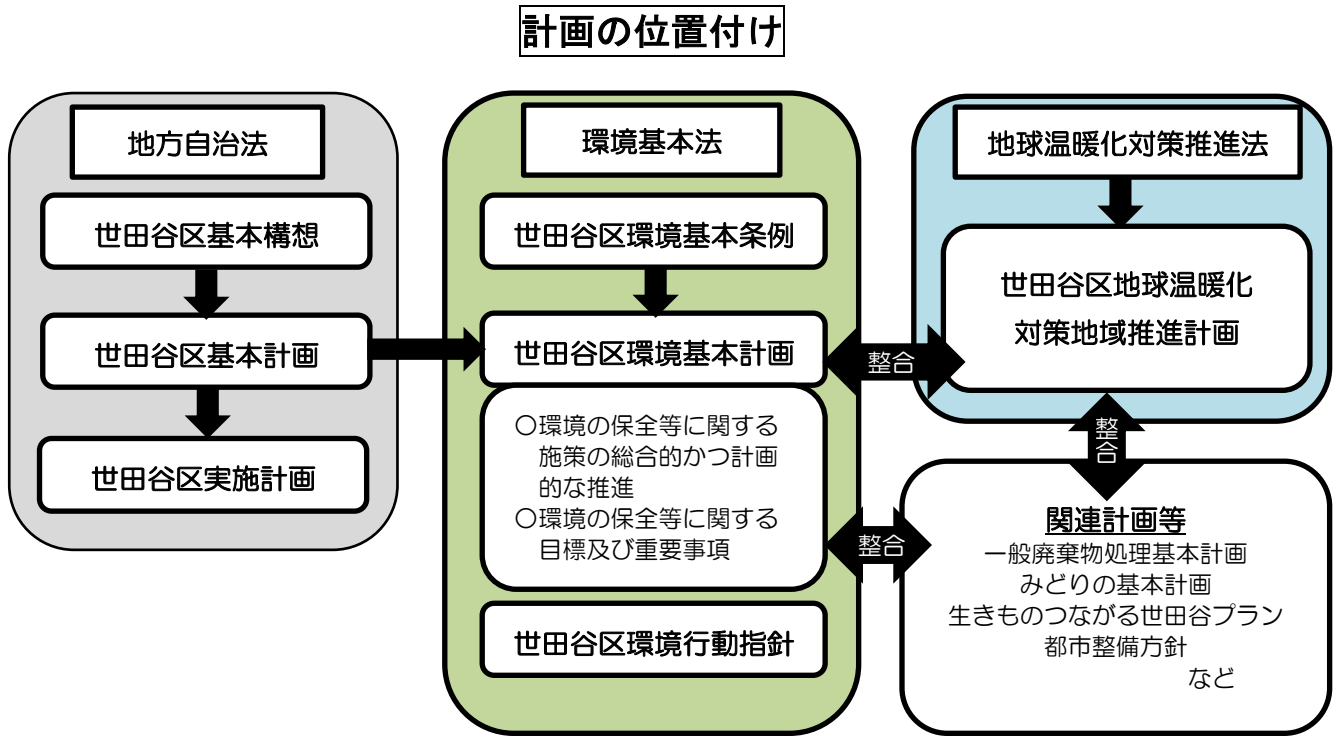 計画の位置付け
地方自治法
世田谷区基本構想
世田谷区基本計画
世田谷区実施計画
環境基本法
世田谷区環境基本条例
世田谷区環境基本計画
〇環境の保全等に関する
施策の総合的かつ計画
的な推進
〇環境の保全等に関する
目標及び重要事項
世田谷区環境行動指針
整合
整合
地球温暖化対策推進法
世田谷区地球温暖化
対策地域推進計画
整合
関連計画等
一般廃棄物処理基本計画
みどりの基本計画
生きものつながる世田谷プラン
都市整備方針
など